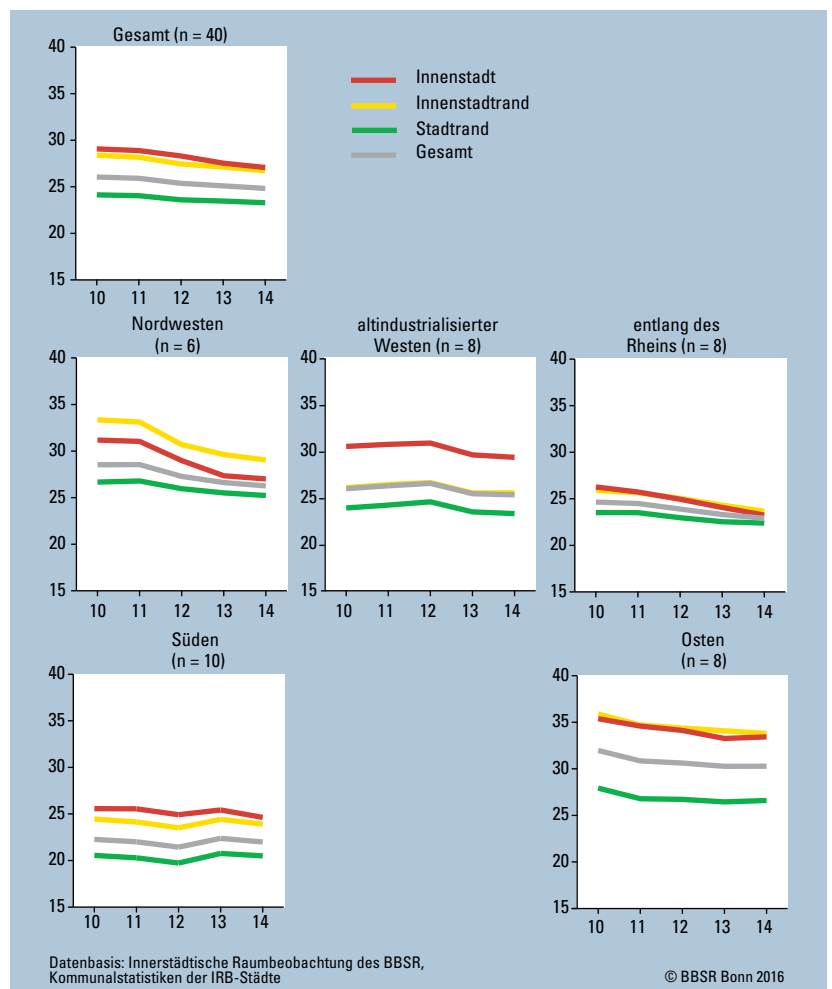 Gesamt (n = 40)
40
35
30
25
20
15
10 11 12 13 14
Innenstadt
Innenstadtrand
Stadtrand
Gesamt
Nordwesten
(n = 6)
40
35
30
25
20
15
10 11 12 13 14
altindustrialisierter
Westen (n = 8)
40
35
30
25
20
15
10 11 12 13 14
entlang des
Rheins (n = 8)
40
35
30
25
20
15
10 11 12 13 14
Süden
(n = 10)
40
35
30
25
20
15
10 11 12 13 14
Osten
(n = 8)
40
35
30
25
20
15
10 11 12 13 14
Datenbasis: Innerstädtische Raumbeobachtung des BBSR,
Kommunalstatistiken der IRB-Städte
© BBSR Bonn 2016